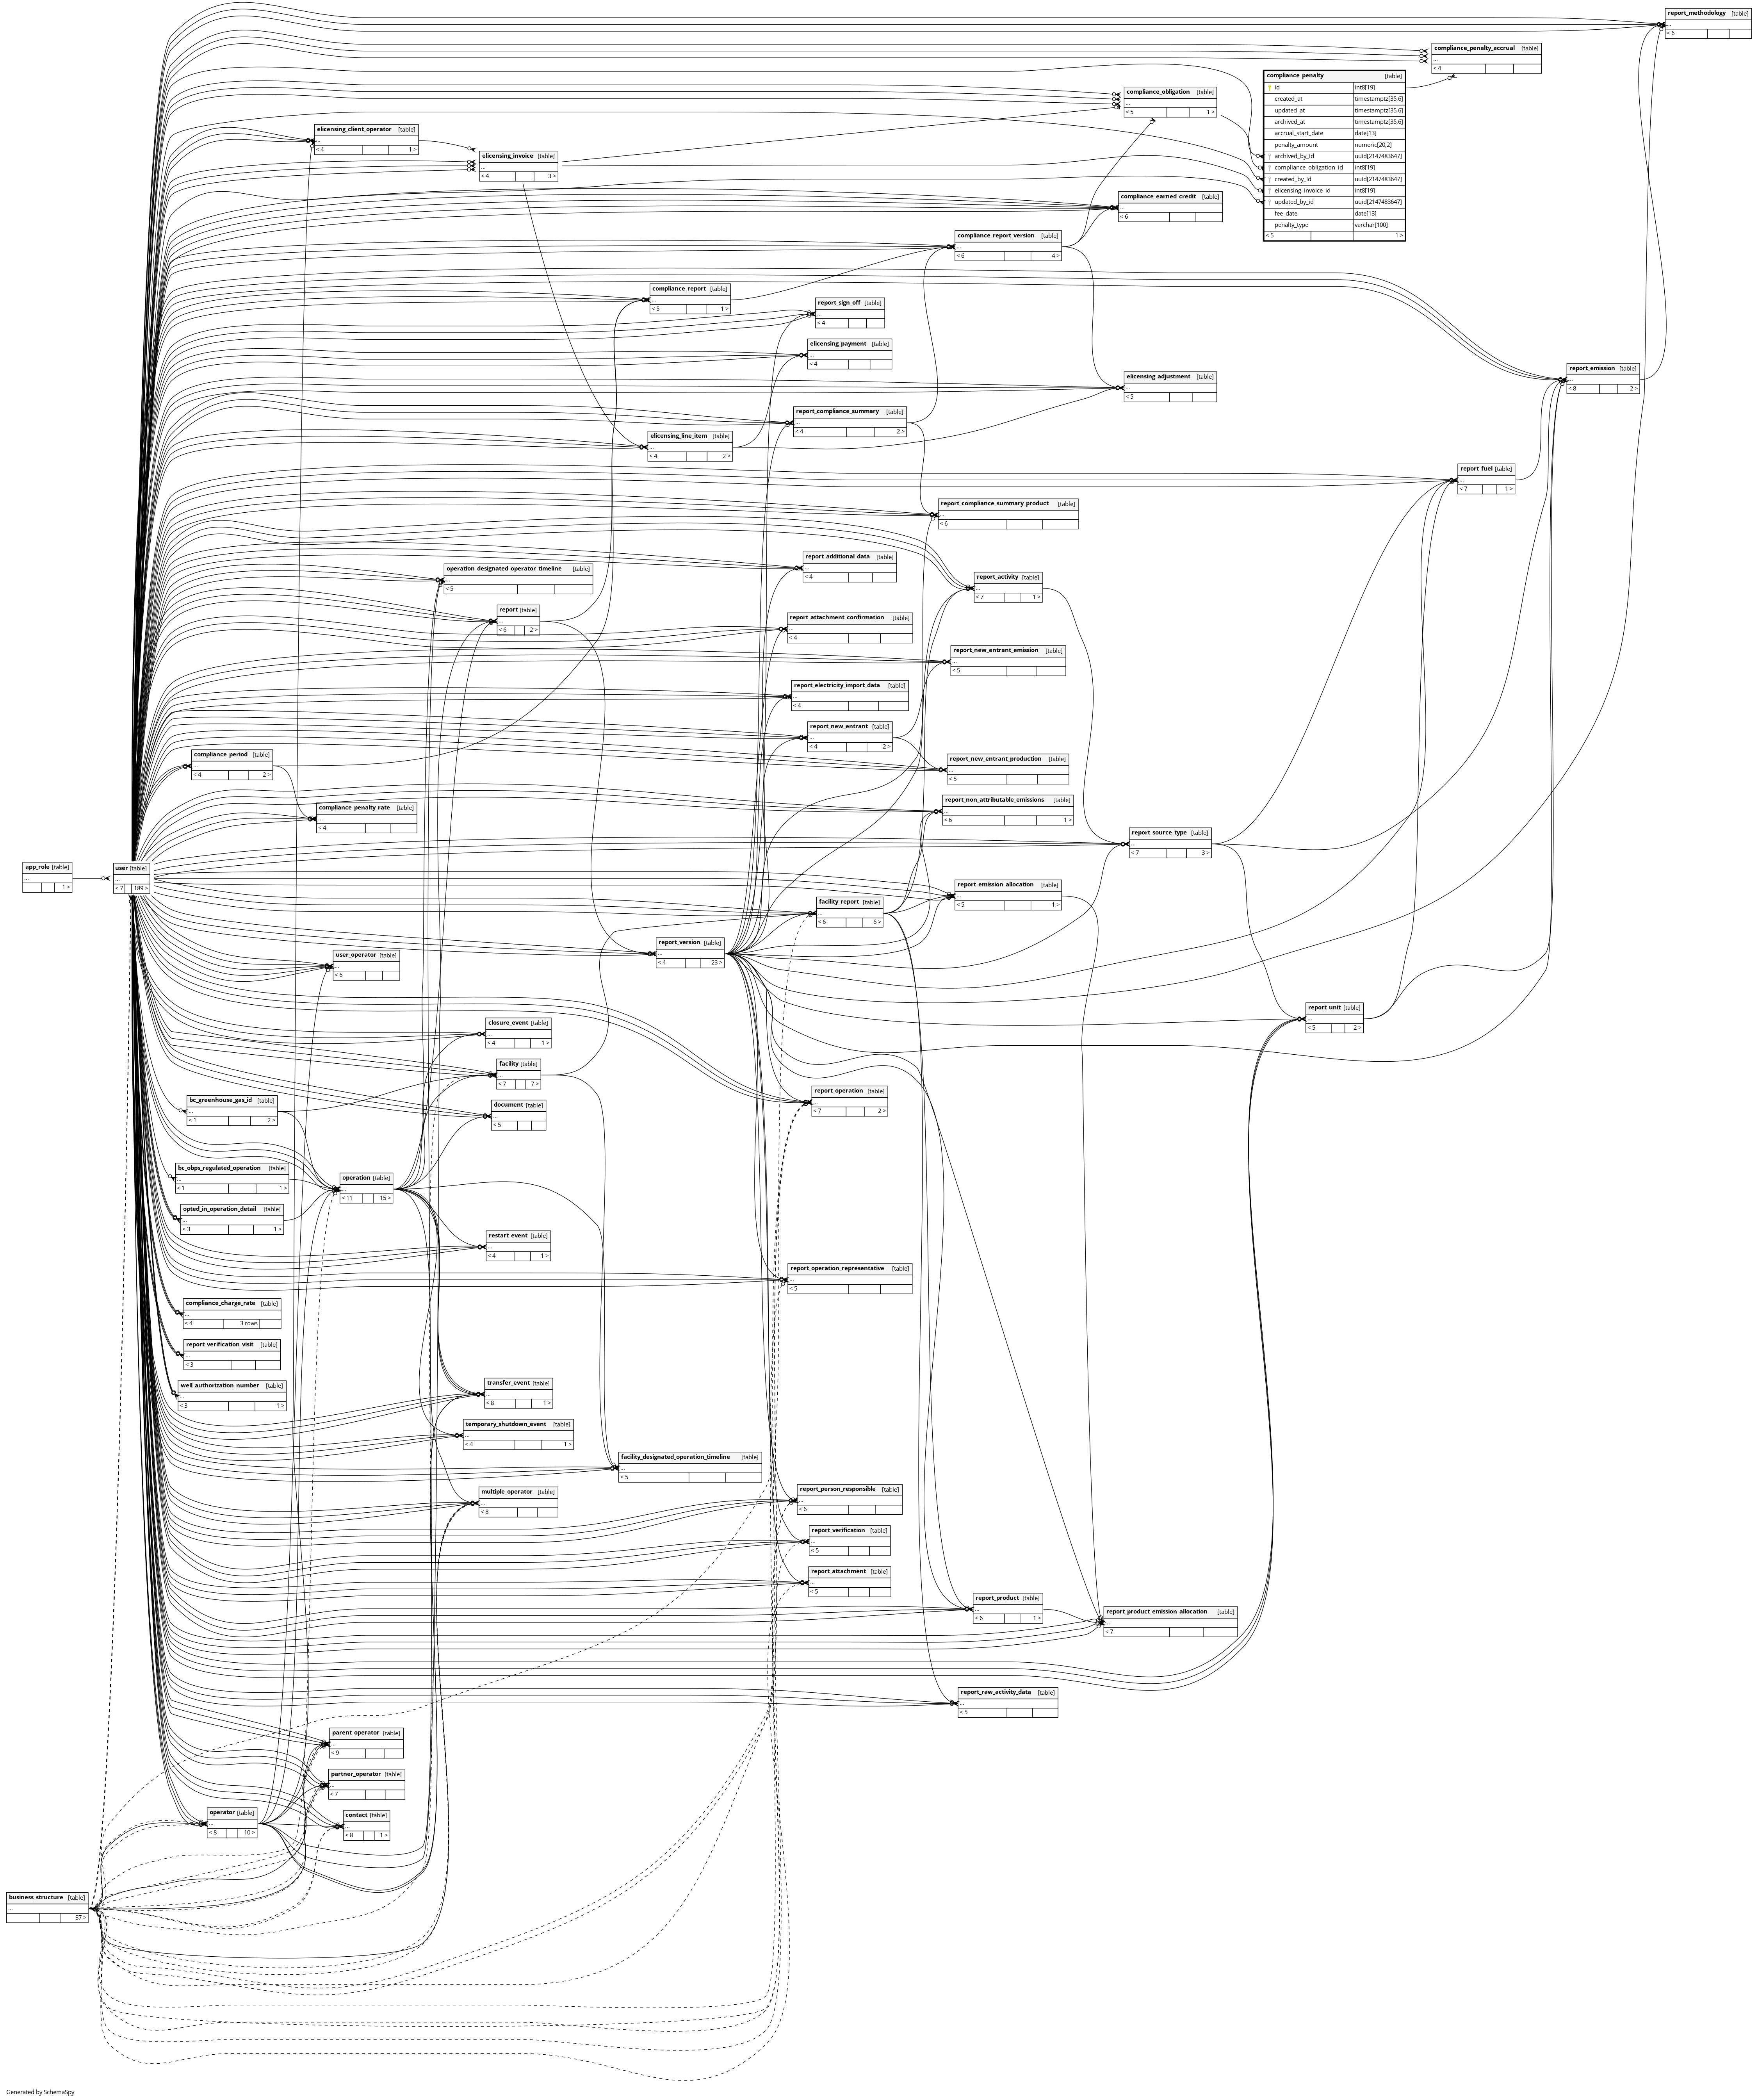 report_methodology [table]
...
< 6
compliance_penalty_accrual [table]
...
< 4
compliance_penalty [table]
id int8[19]
created_at timestamptz[35,6]
updated_at timestamptz[35,6]
archived_at timestamptz[35,6]
accrual_start_date date[13]
penalty_amount numeric[20,2]
archived_by_id uuid[2147483647]
compliance_obligation_id int8[19]
created_by_id uuid[2147483647]
elicensing_invoice_id int8[19]
updated_by_id uuid[2147483647]
fee_date date[13]
penalty_type varchar[100]
< 5 1 >
compliance_obligation [table]
...
< 5 1 >
elicensing_client_operator [table]
...
< 4 1 >
elicensing_invoice [table]
...
< 4 3 >
compliance_earned_credit [table]
...
< 6
compliance_report_version [table]
...
< 6 4 >
compliance_report [table]
...
< 5 1 >
report_sign_off [table]
...
< 4
elicensing_payment [table]
...
< 4
report_emission [table]
...
< 8 2 >
elicensing_adjustment [table]
...
< 5
report_compliance_summary [table]
...
< 4 2 >
elicensing_line_item [table]
...
< 4 2 >
report_fuel [table]
...
< 7 1 >
report_compliance_summary_product [table]
...
< 6
report_additional_data [table]
...
< 4
operation_designated_operator_timeline [table]
...
< 5
report_activity [table]
...
< 7 1 >
report [table]
...
< 6 2 >
report_attachment_confirmation [table]
...
< 4
report_new_entrant_emission [table]
...
< 5
report_electricity_import_data [table]
...
< 4
report_new_entrant [table]
...
< 4 2 >
compliance_period [table]
...
< 4 2 >
report_new_entrant_production [table]
...
< 5
report_non_attributable_emissions [table]
...
< 6 1 >
compliance_penalty_rate [table]
...
< 4
report_source_type [table]
...
< 7 3 >
app_role [table]
...
1 >
user [table]
...
< 7 189 >
report_emission_allocation [table]
...
< 5 1 >
facility_report [table]
...
< 6 6 >
report_version [table]
...
< 4 23 >
user_operator [table]
...
< 6
report_unit [table]
...
< 5 2 >
closure_event [table]
...
< 4 1 >
facility [table]
...
< 7 7 >
report_operation [table]
...
< 7 2 >
bc_greenhouse_gas_id [table]
...
< 1 2 >
document [table]
...
< 5
bc_obps_regulated_operation [table]
...
< 1 1 >
operation [table]
...
< 11 15 >
opted_in_operation_detail [table]
...
< 3 1 >
restart_event [table]
...
< 4 1 >
report_operation_representative [table]
...
< 5
compliance_charge_rate [table]
...
< 4 3 rows
report_verification_visit [table]
...
< 3
well_authorization_number [table]
...
< 3 1 >
transfer_event [table]
...
< 8 1 >
temporary_shutdown_event [table]
...
< 4 1 >
facility_designated_operation_timeline [table]
...
< 5
multiple_operator [table]
...
< 8
report_person_responsible [table]
...
< 6
report_verification [table]
...
< 5
report_attachment [table]
...
< 5
report_product [table]
...
< 6 1 >
report_product_emission_allocation [table]
...
< 7
report_raw_activity_data [table]
...
< 5
parent_operator [table]
...
< 9
partner_operator [table]
...
< 7
operator [table]
...
< 8 10 >
contact [table]
...
< 8 1 >
business_structure [table]
...
37 >
Generated by SchemaSpy